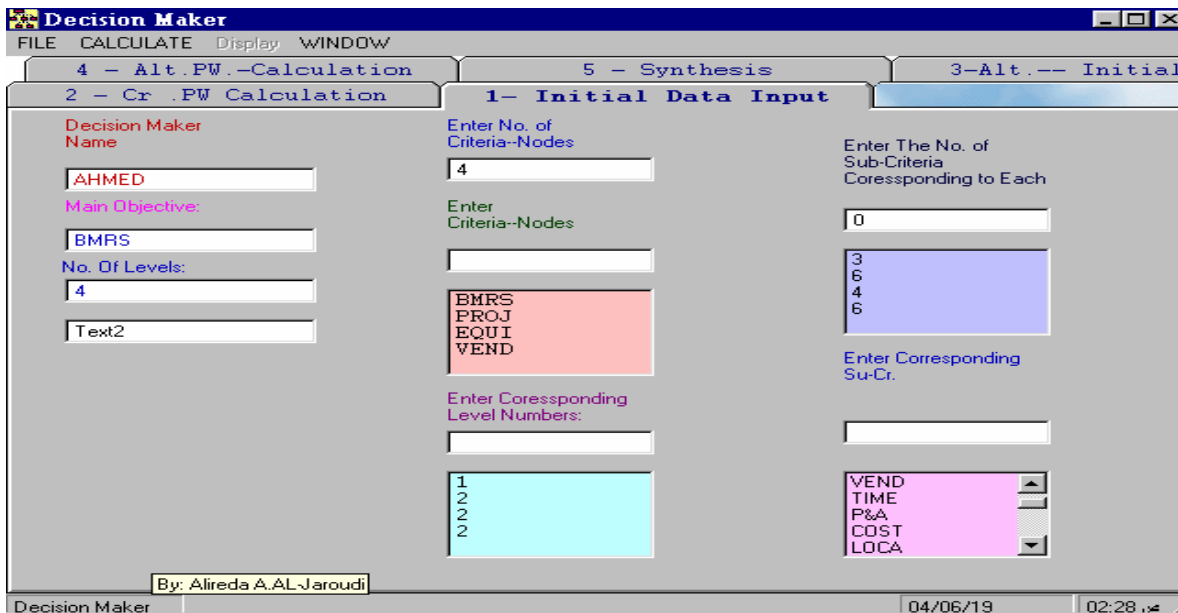 Decision Maker
FILE CALCULATE Display WINDOW
4 - Alt.PW.-Calculation
5 - Synthesis
3-Alt.-- Initial
2 - Cr .PW Calculation
1- Initial Data Input
Decision Maker
Name
AHMED
Main Objective:
BMRS
No. Of Levels:
4
Text2
Enter No. of
Criteria--Nodes
4
Enter
Criteria--Nodes
BMRS
PROJ
EQUI
VEND
Enter Coressponding
Level Numbers:
1
2
2
2
Enter The No. of
Sub-Criteria
Coressponding to Each
0
3
6
4
6
Enter Corresponding
Su-Cr.
VEND
TIME
P&A
COST
LOCA
By: Alireda A.AL-Jaroudi
Decision Maker
04/06/19
02:28